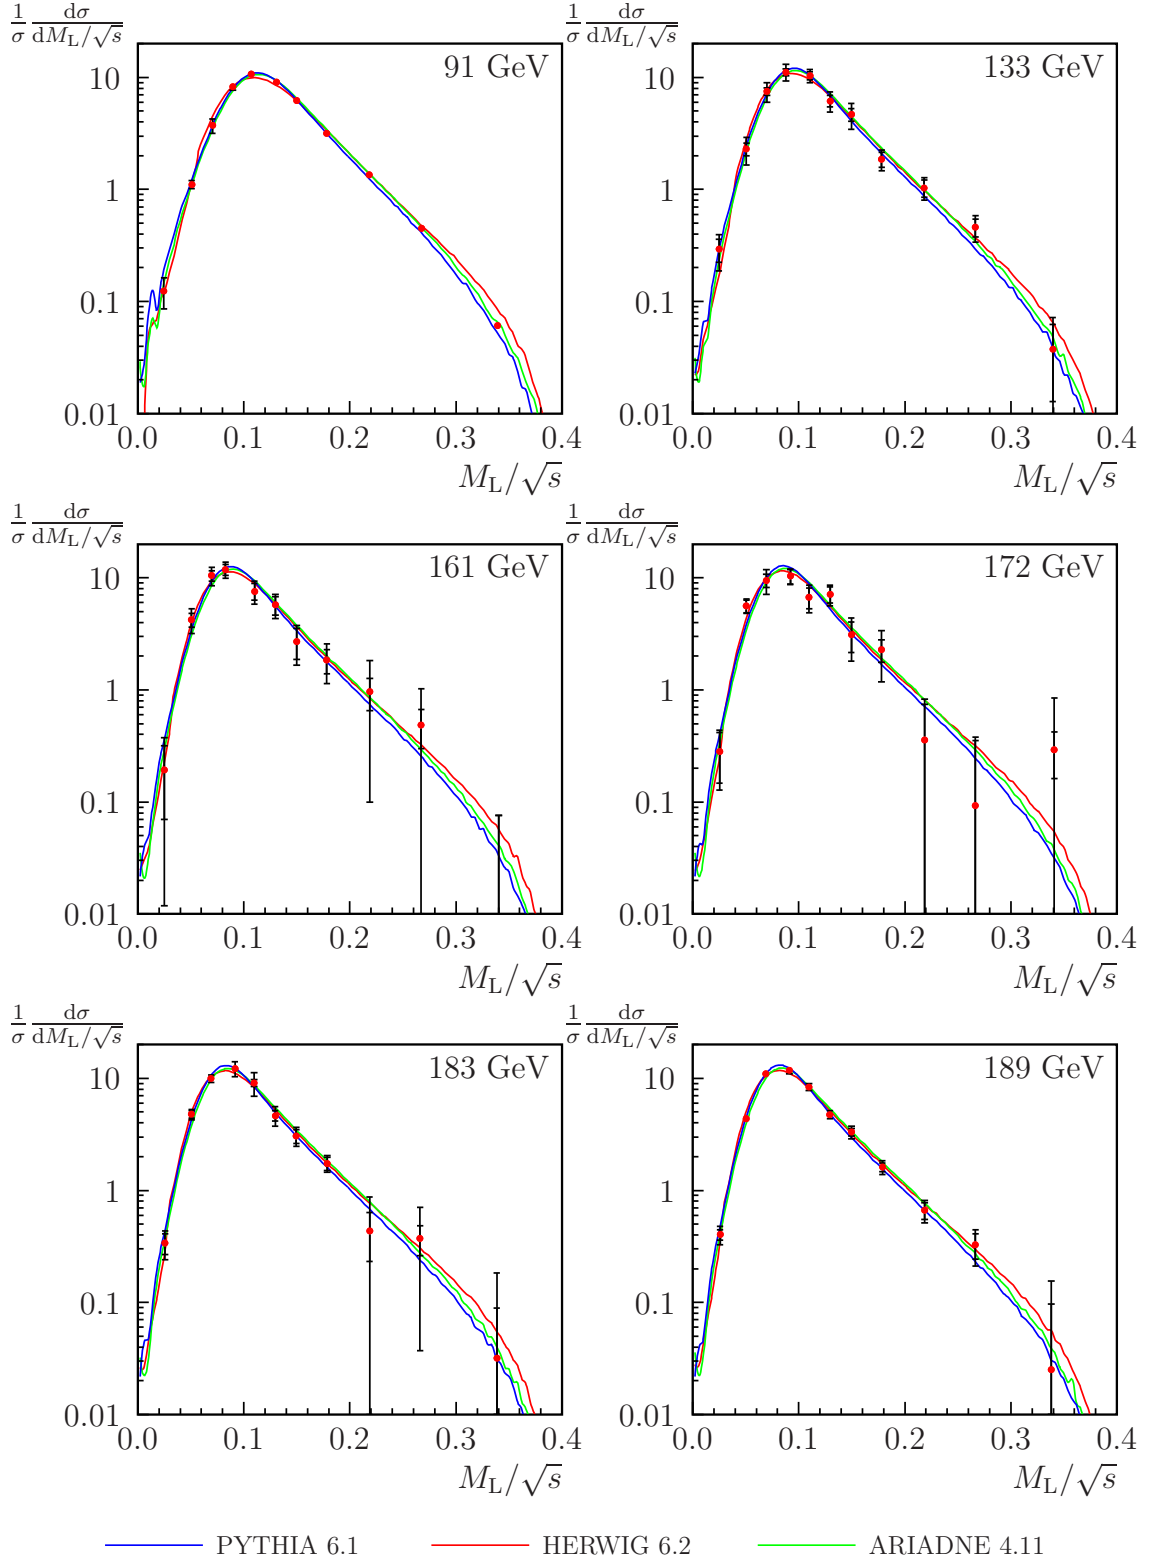 1/σ dσ/dM_L/√s 1/σ dσ/dM_L/√s
91 GeV 133 GeV
10 10
1 1
0.1 0.1
0.01 0.01
0.0 0.1 0.2 0.3 0.4 0.0 0.1 0.2 0.3 0.4
M_L/√s M_L/√s
1/σ dσ/dM_L/√s 1/σ dσ/dM_L/√s
161 GeV 172 GeV
10 10
1 1
0.1 0.1
0.01 0.01
0.0 0.1 0.2 0.3 0.4 0.0 0.1 0.2 0.3 0.4
M_L/√s M_L/√s
1/σ dσ/dM_L/√s 1/σ dσ/dM_L/√s
183 GeV 189 GeV
10 10
1 1
0.1 0.1
0.01 0.01
0.0 0.1 0.2 0.3 0.4 0.0 0.1 0.2 0.3 0.4
M_L/√s M_L/√s
PYTHIA 6.1 HERWIG 6.2 ARIADNE 4.11